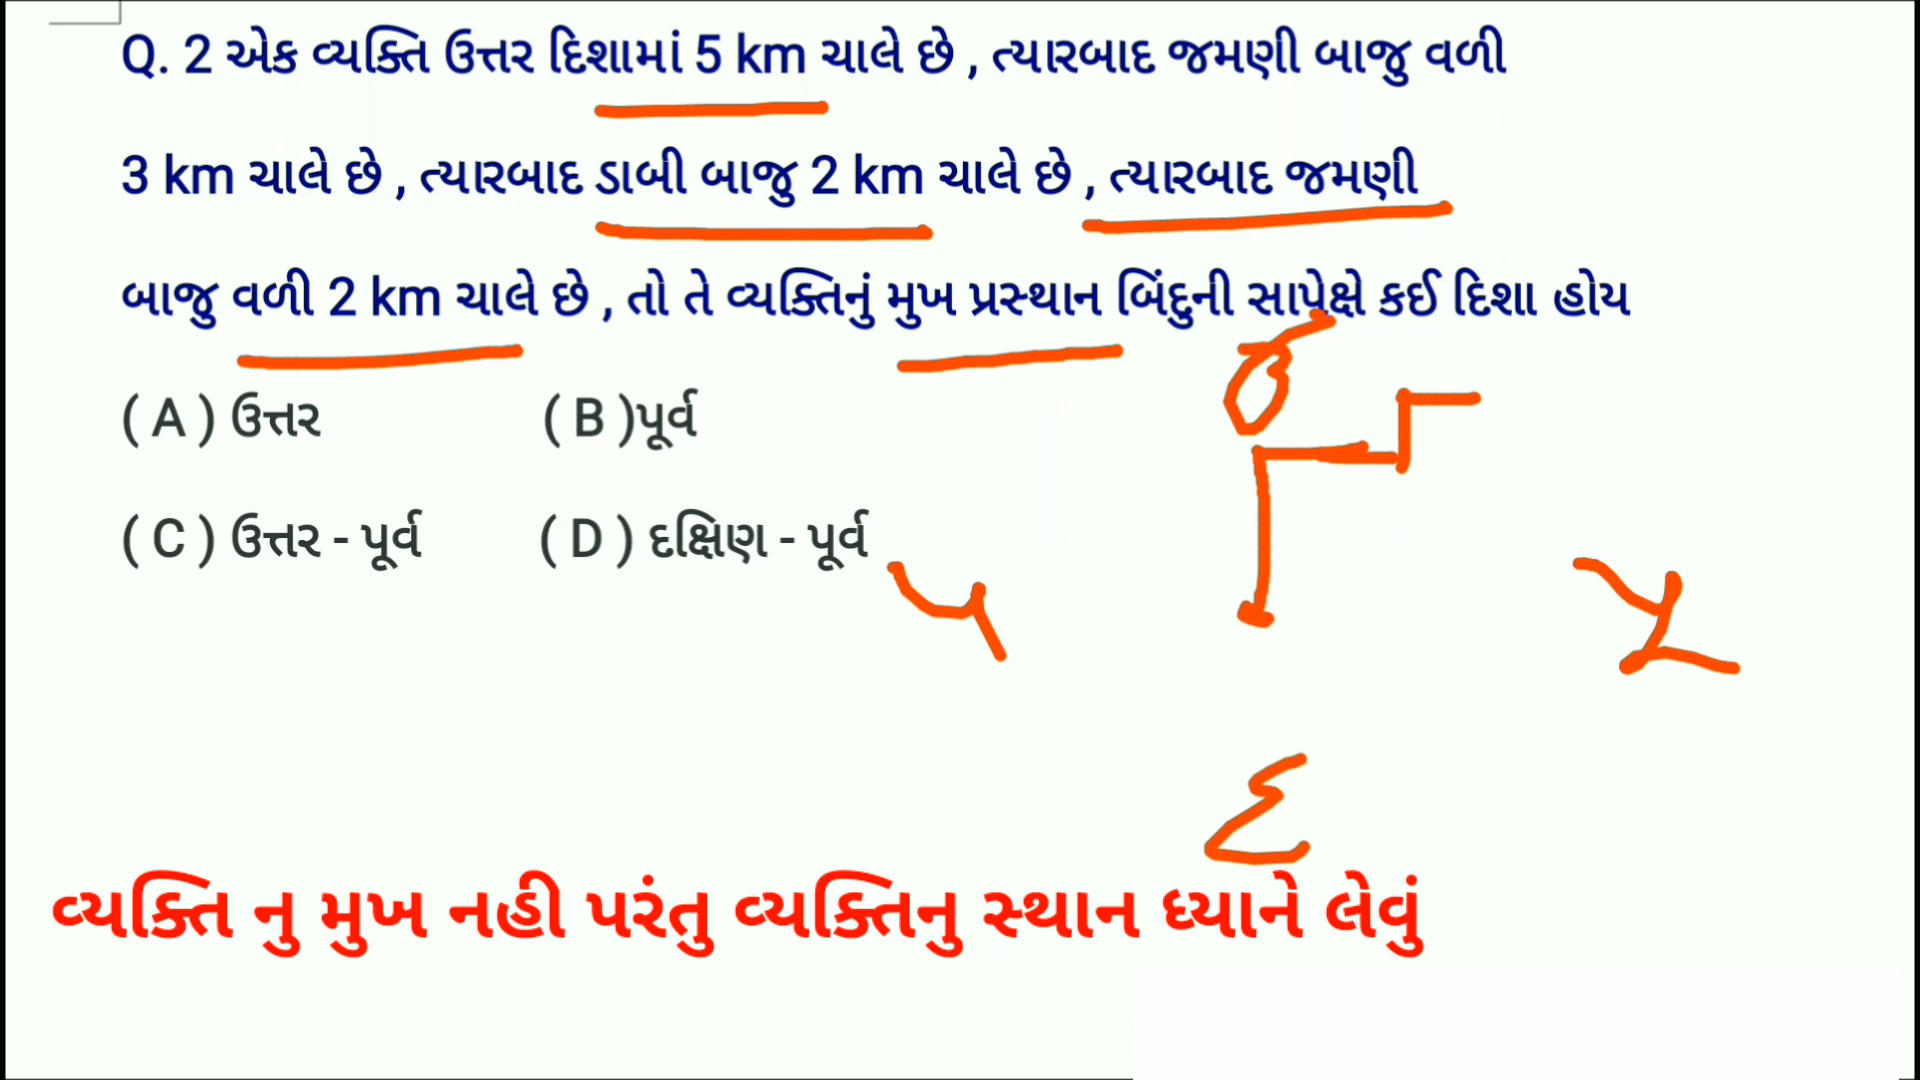 Q. 2 એક વ્યક્તિ ઉત્તર દિશામાં 5 km ચાલે છે , ત્યારબાદ જમણી બાજુ વળી
3 km ચાલે છે , ત્યારબાદ ડાબી બાજુ 2 km ચાલે છે , ત્યારબાદ જમણી
બાજુ વળી 2 km ચાલે છે , તો તે વ્યક્તિનું મુખ પ્રસ્થાન બિંદુની સાપેક્ષે કઈ દિશા હોય
( A ) ઉત્તર ( B )પૂર્વ
( C ) ઉત્તર - પૂર્વ ( D ) દક્ષિણ - પૂર્વ
ઉ
પ
પૂ
દ
વ્યક્તિ નુ મુખ નહી પરંતુ વ્યક્તિનુ સ્થાન ધ્યાને લેવું